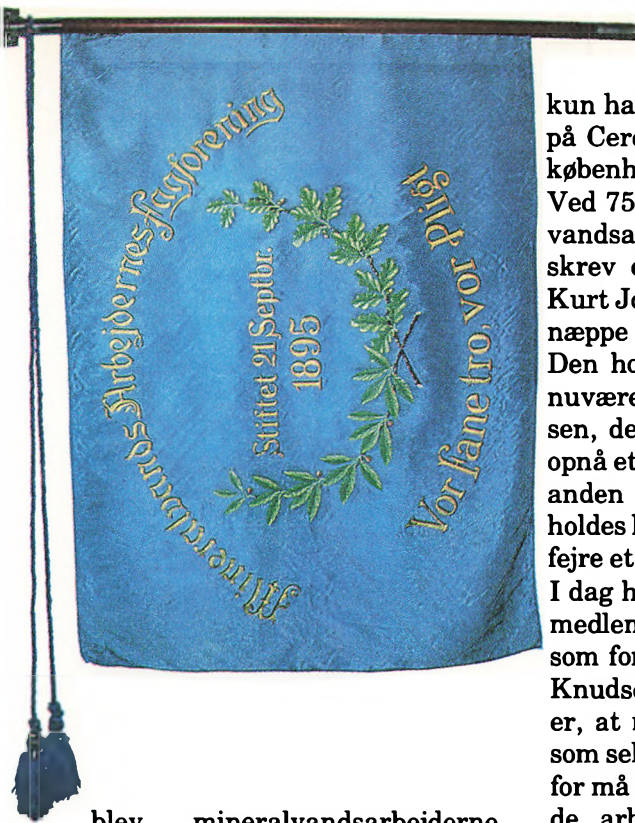 Mineralvands Arbejdernes Fagforening
Stiftet 21 Septbr.
1895
Vor Fane tro, vor Pligt
kun ha
på Cere
københ
Ved 75
vandsa
skrev
Kurt Jo
næppe
Den ho
nuvære
sen, de
opnå et
anden
holdes
fejre et
I dag h
medlen
som for
Knudse
er, at
som sel
for må
de arb
blev mineralvandsarbejderne